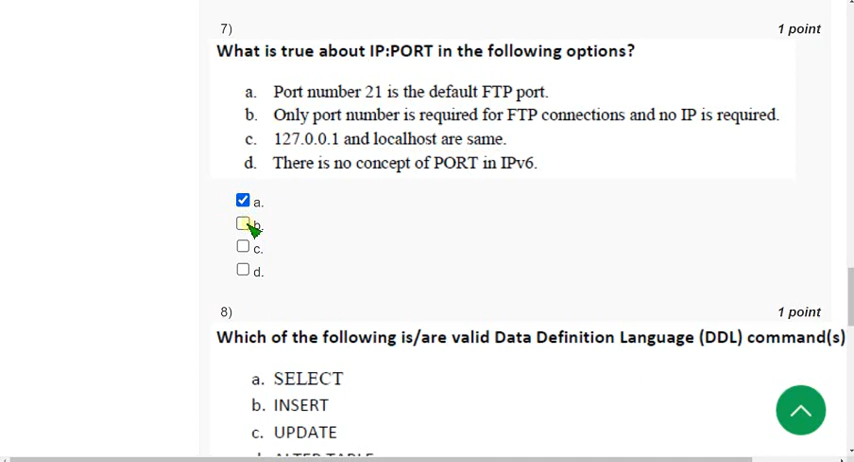 7)
1 point
What is true about IP:PORT in the following options?
a. Port number 21 is the default FTP port.
b. Only port number is required for FTP connections and no IP is required.
c. 127.0.0.1 and localhost are same.
d. There is no concept of PORT in IPv6.
a.
b.
c.
d.
8)
1 point
Which of the following is/are valid Data Definition Language (DDL) command(s)
a. SELECT
b. INSERT
c. UPDATE
d. ALTER TABLE